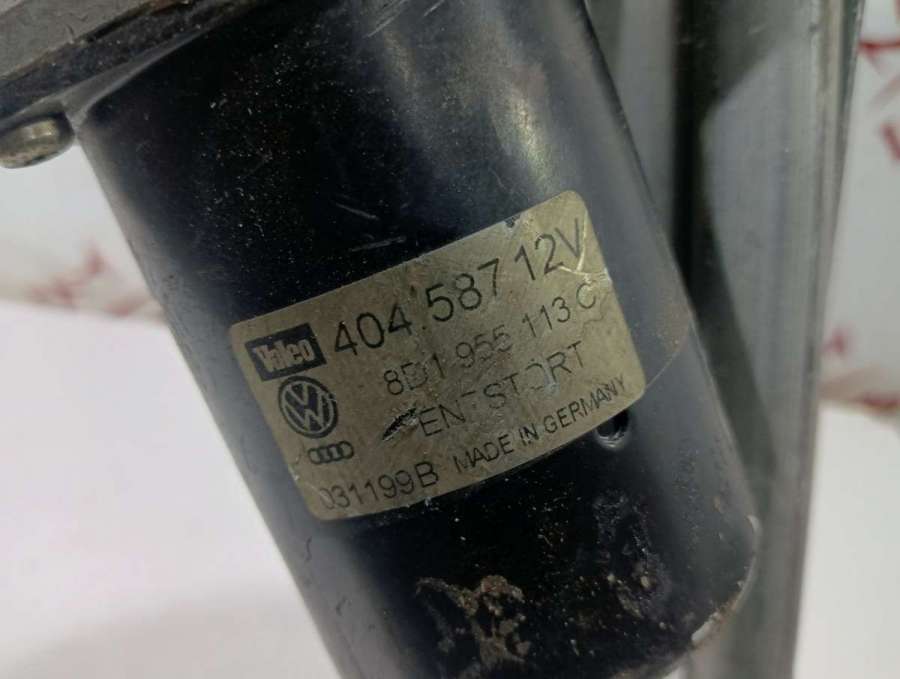 Valeo 404.587 12V
8D1 955 113 C
ENTSTÖRT
031199B MADE IN GERMANY